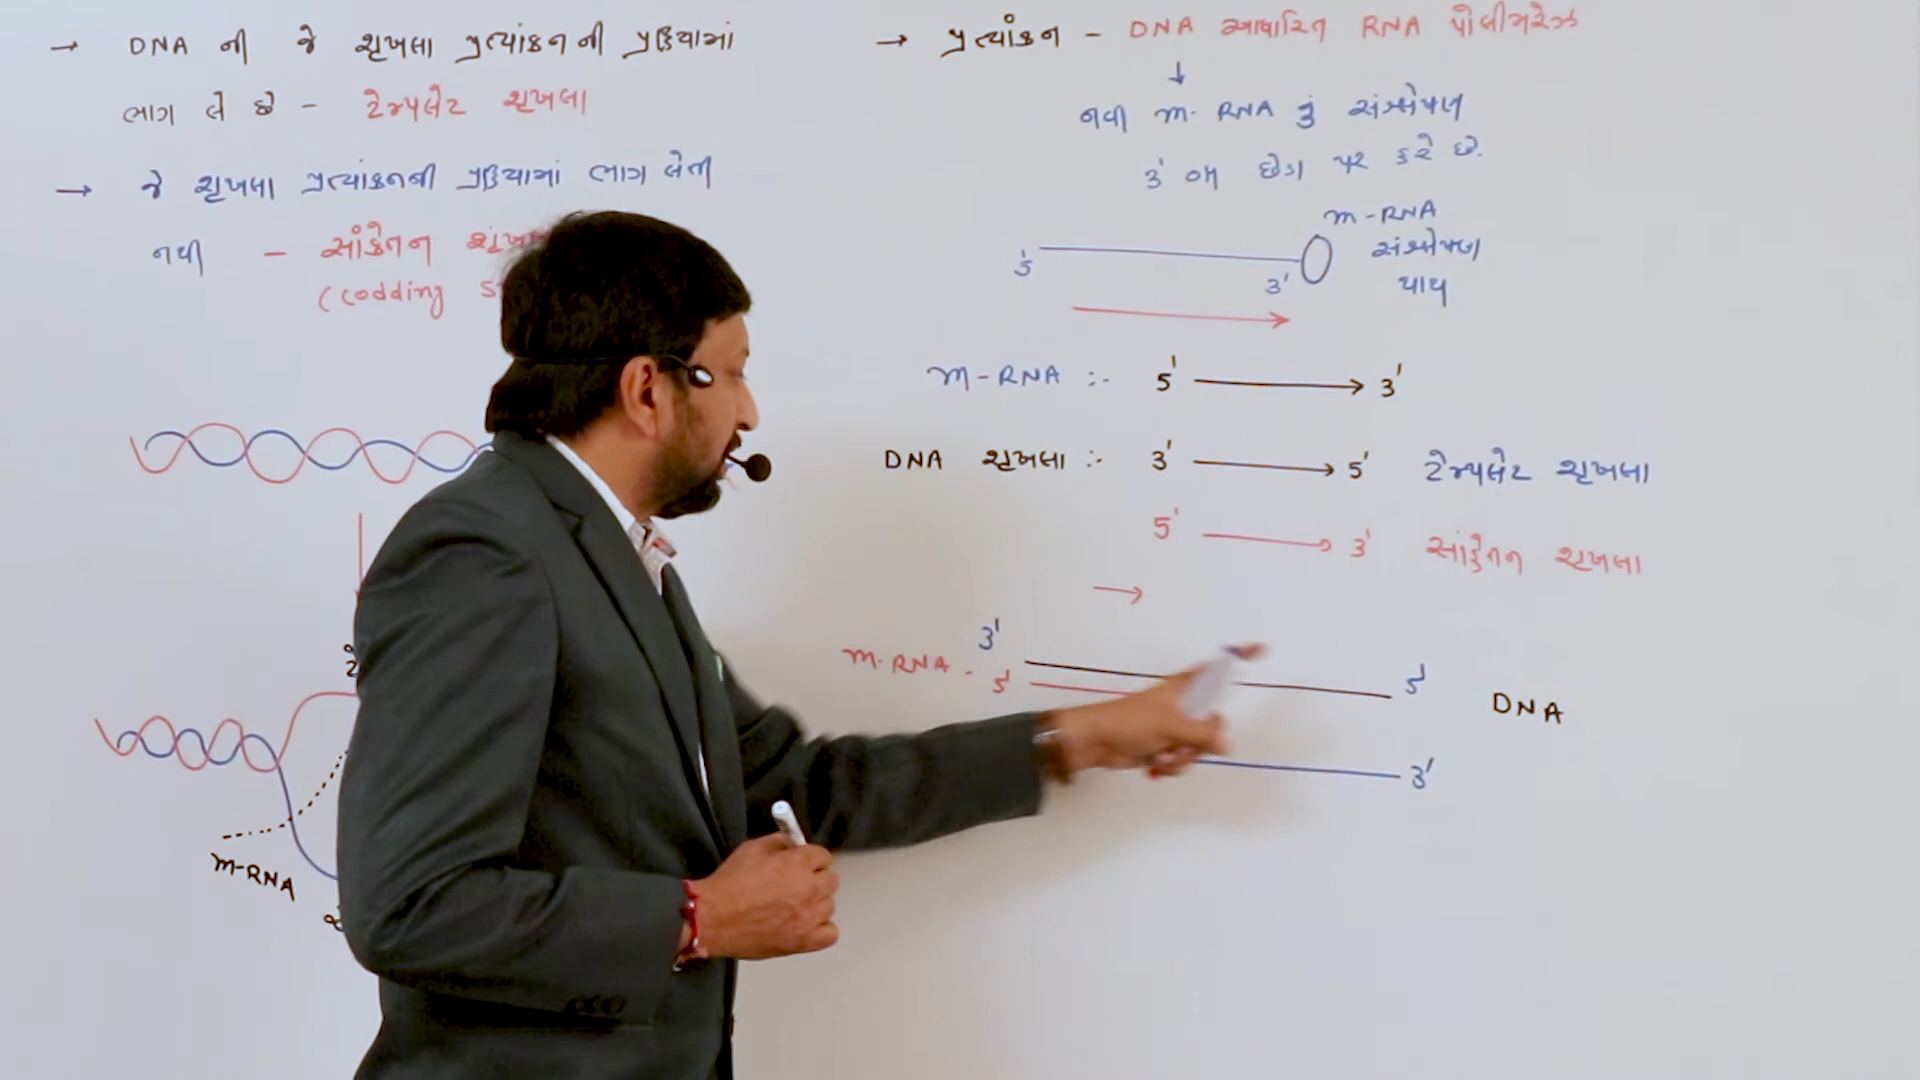 → DNA ની જે શૃંખલા પ્રત્યાંકન ની પ્રક્રિયામાં
ભાગ લે છે - ટેમ્પલેટ શૃંખલા
→ જે શૃંખલા પ્રત્યાંકનની પ્રક્રિયામાં ભાગ લેતી
નથી - સાંકેતન
(codding
m-RNA
→ પ્રત્યાંકન - DNA આધારિત RNA પોલીમરેઝ
↓
નવી m-RNA નું સંશ્લેષણ
3' છેડા પર કરે છે.
m-RNA
સંશ્લેષણ
થાય
5' 3'
m-RNA :- 5' → 3'
DNA શૃંખલા :- 3' → 5' ટેમ્પલેટ શૃંખલા
5' → 3' સાંકેતન શૃંખલા
→
3' 5'
m-RNA - 5'
DNA
3'